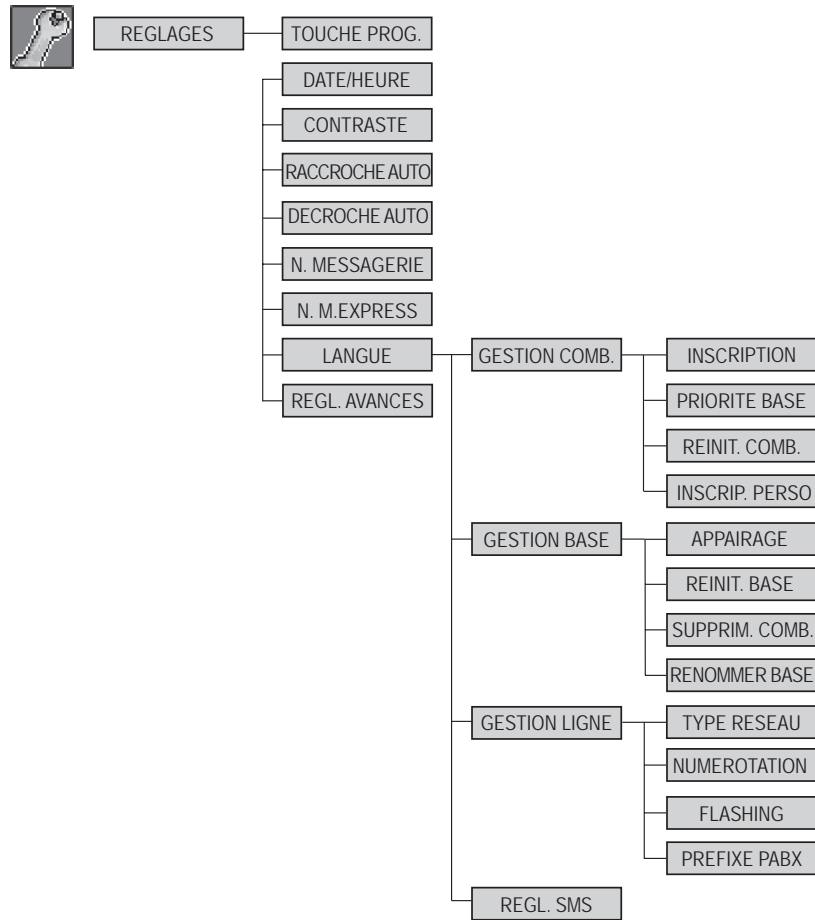 REGLAGES
TOUCHE PROG.
DATE/HEURE
CONTRASTE
RACCROCHE AUTO
DECROCHE AUTO
N. MESSAGERIE
N. M.EXPRESS
LANGUE
REGL. AVANCES
GESTION COMB.
INSCRIPTION
PRIORITE BASE
REINIT. COMB.
INSCRIP. PERSO
GESTION BASE
APPAIRAGE
REINIT. BASE
SUPPRIM. COMB.
RENOMMER BASE
GESTION LIGNE
TYPE RESEAU
NUMEROTATION
FLASHING
PREFIXE PABX
REGL. SMS